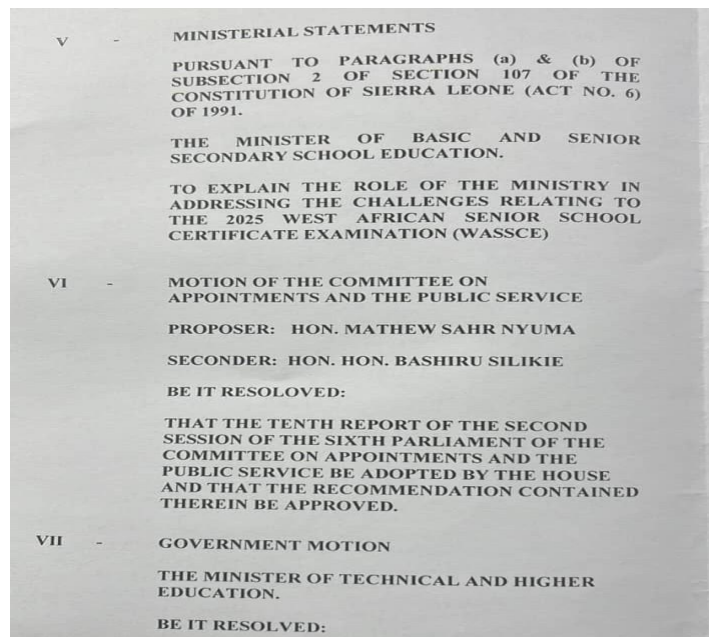 V - MINISTERIAL STATEMENTS
PURSUANT TO PARAGRAPHS (a) & (b) OF
SUBSECTION 2 OF SECTION 107 OF THE
CONSTITUTION OF SIERRA LEONE (ACT NO. 6)
OF 1991.
THE MINISTER OF BASIC AND SENIOR
SECONDARY SCHOOL EDUCATION.
TO EXPLAIN THE ROLE OF THE MINISTRY IN
ADDRESSING THE CHALLENGES RELATING TO
THE 2025 WEST AFRICAN SENIOR SCHOOL
CERTIFICATE EXAMINATION (WASSCE)
VI - MOTION OF THE COMMITTEE ON
APPOINTMENTS AND THE PUBLIC SERVICE
PROPOSER: HON. MATHEW SAHR NYUMA
SECONDER: HON. HON. BASHIRU SILIKIE
BE IT RESOLOVED:
THAT THE TENTH REPORT OF THE SECOND
SESSION OF THE SIXTH PARLIAMENT OF THE
COMMITTEE ON APPOINTMENTS AND THE
PUBLIC SERVICE BE ADOPTED BY THE HOUSE
AND THAT THE RECOMMENDATION CONTAINED
THEREIN BE APPROVED.
VII - GOVERNMENT MOTION
THE MINISTER OF TECHNICAL AND HIGHER
EDUCATION.
BE IT RESOLVED: